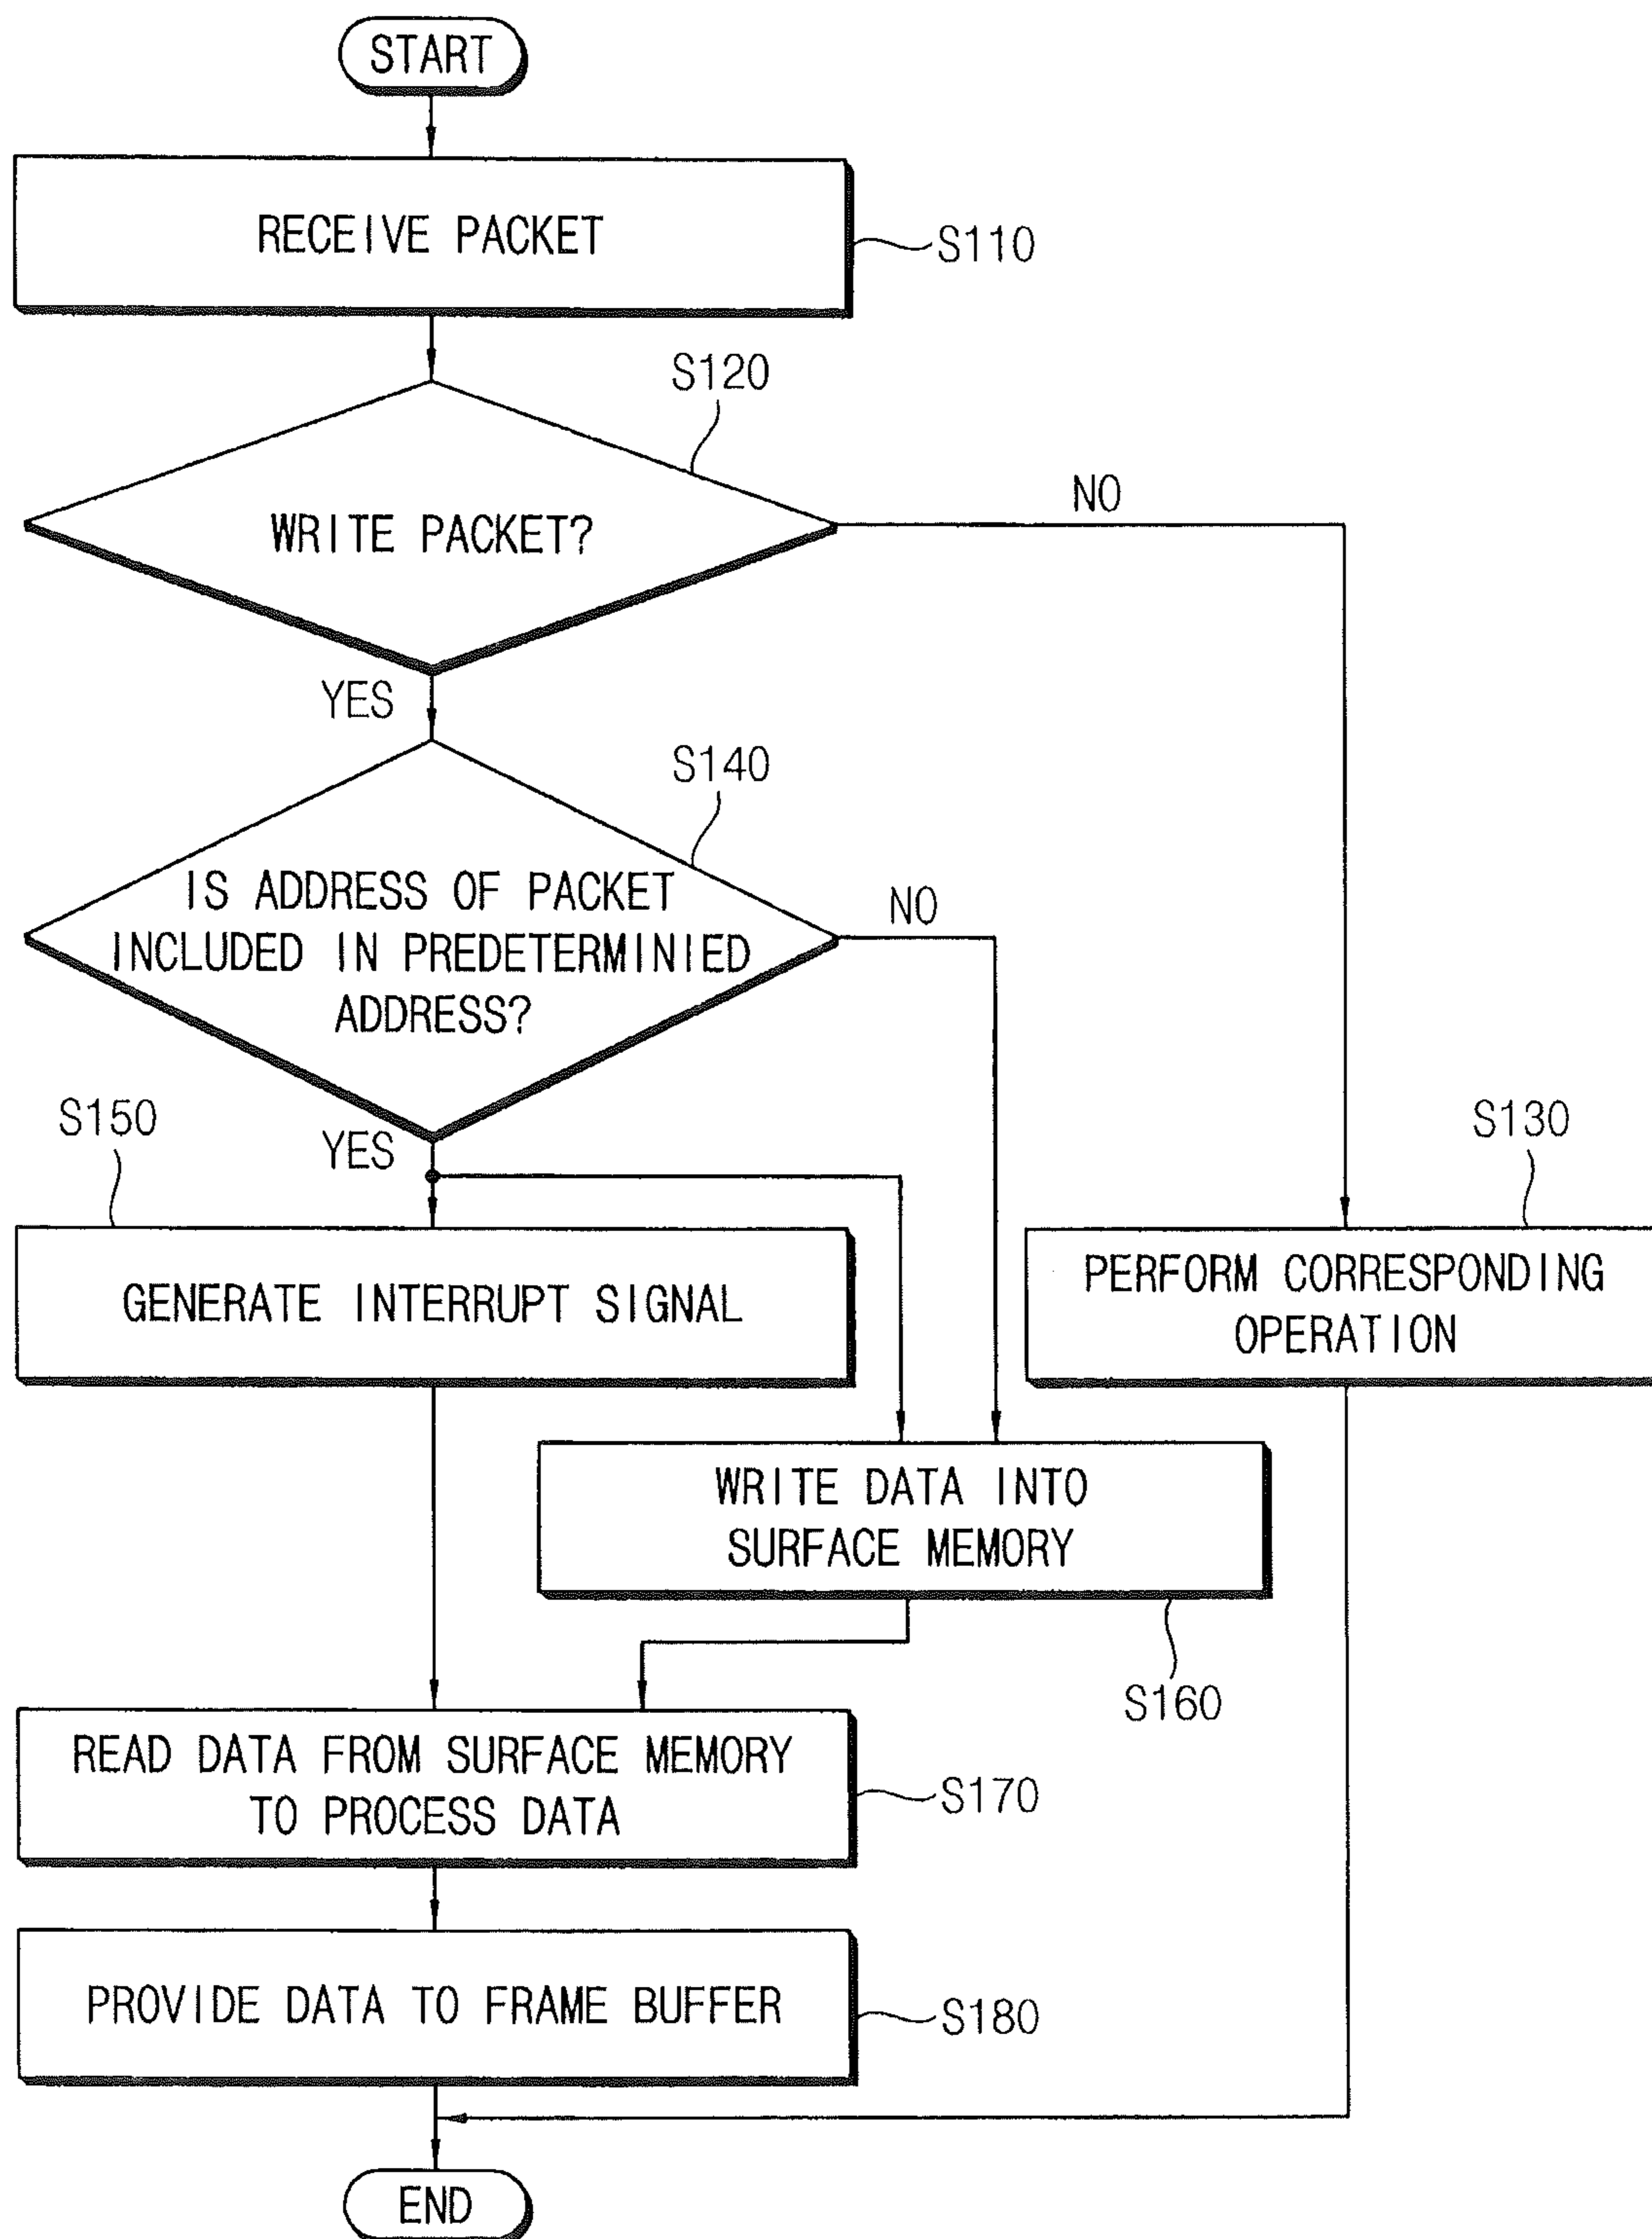 START
RECEIVE PACKET
S110
S120
WRITE PACKET?
NO
YES
S140
IS ADDRESS OF PACKET
INCLUDED IN PREDETERMINIED
ADDRESS?
NO
YES
S150
GENERATE INTERRUPT SIGNAL
S130
PERFORM CORRESPONDING
OPERATION
WRITE DATA INTO
SURFACE MEMORY
S160
READ DATA FROM SURFACE MEMORY
TO PROCESS DATA
S170
PROVIDE DATA TO FRAME BUFFER
S180
END